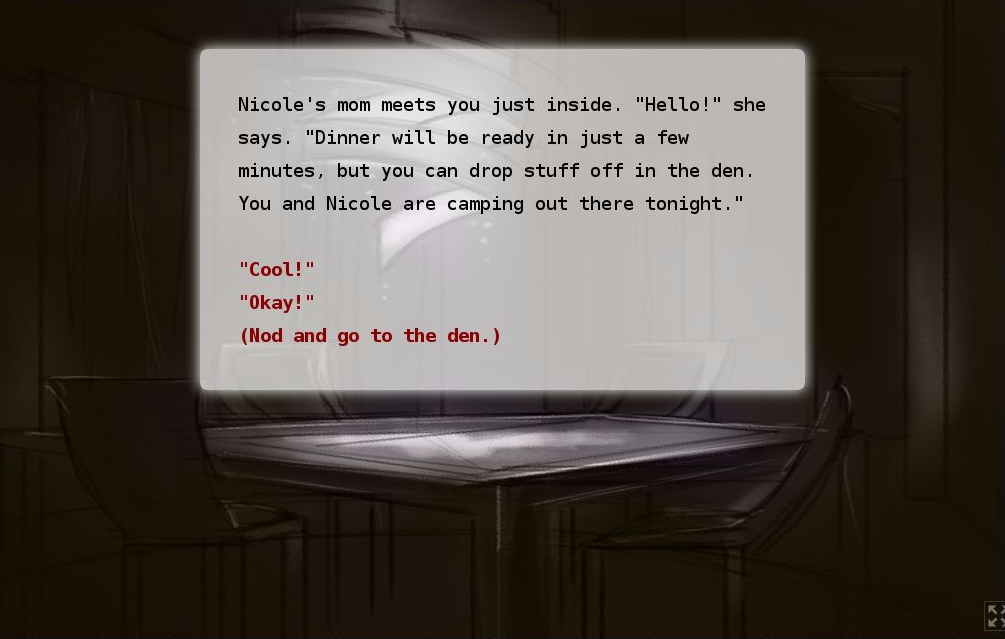 Nicole's mom meets you just inside. "Hello!" she
says. "Dinner will be ready in just a few
minutes, but you can drop stuff off in the den.
You and Nicole are camping out there tonight."
"Cool!"
"Okay!"
(Nod and go to the den.)